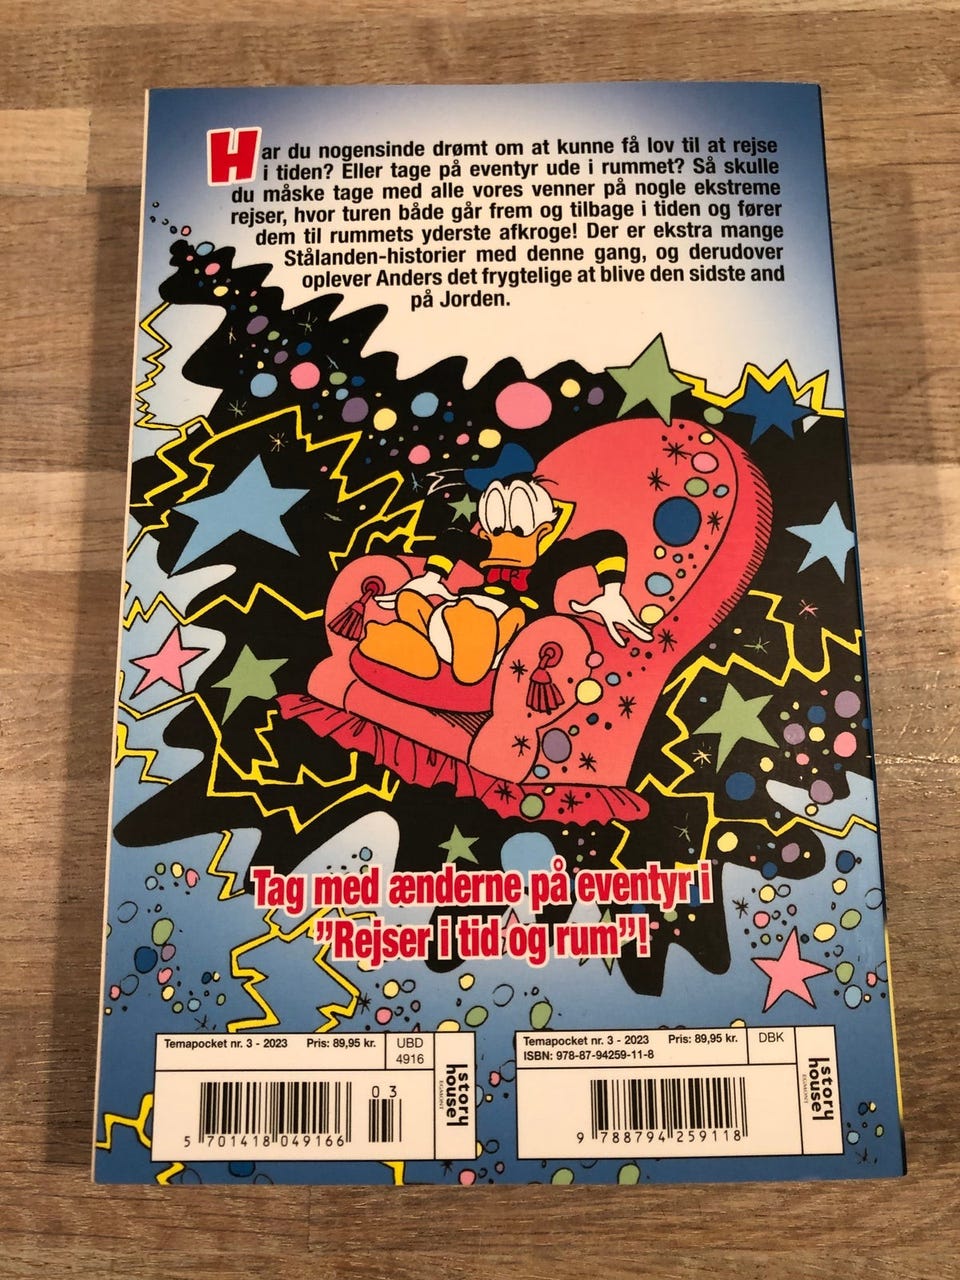 Har du nogensinde drømt om at kunne få lov til at rejse
i tiden? Eller tage på eventyr ude i rummet? Så skulle
du måske tage med alle vores venner på nogle ekstreme
rejser, hvor turen både går frem og tilbage i tiden og fører
dem til rummets yderste afkroge! Der er ekstra mange
Stålanden-historier med denne gang, og derudover
oplever Anders det frygtelige at blive den sidste and
på Jorden.
Tag med ænderne på eventyr i
"Rejser i tid og rum"!
Temapocket nr. 3 - 2023 Pris: 89,95 kr.
UBD
4916
03
5 701418 049166
story
house
EGMONT
Temapocket nr. 3 - 2023 Pris: 89,95 kr.
ISBN: 978-87-94259-11-8
DBK
9 788794 259118
story
house
EGMONT